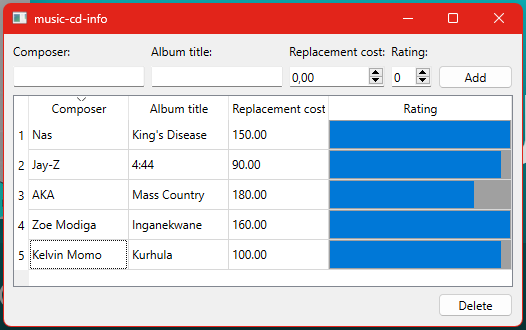 music-cd-info
Composer: Album title: Replacement cost: Rating:
0,00 0 Add
Composer Album title Replacement cost Rating
1 Nas King's Disease 150.00
2 Jay-Z 4:44 90.00
3 AKA Mass Country 180.00
4 Zoe Modiga Inganekwane 160.00
5 Kelvin Momo Kurhula 100.00
Delete